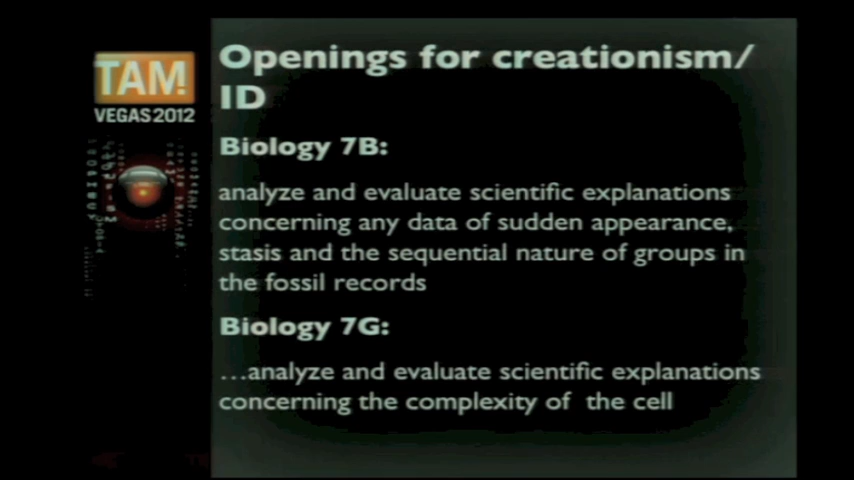 TAM!
VEGAS 2012
Openings for creationism/
ID
Biology 7B:
analyze and evaluate scientific explanations
concerning any data of sudden appearance,
stasis and the sequential nature of groups in
the fossil records
Biology 7G:
…analyze and evaluate scientific explanations
concerning the complexity of the cell